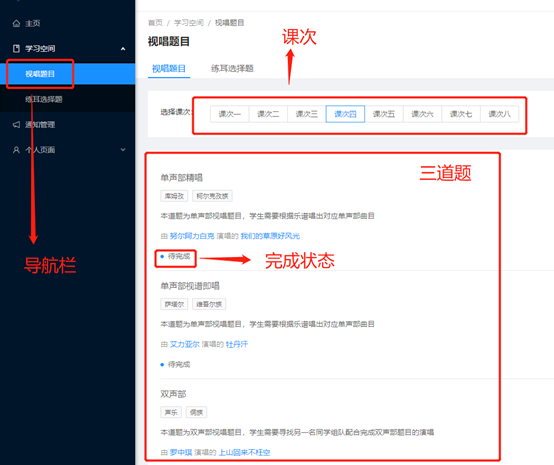 主页
学习空间
视唱题目
练耳选择题
通知管理
个人页面
导航栏
首页 / 学习空间 / 视唱题目
视唱题目
课次
视唱题目 练耳选择题
选择课次: 课次一 课次二 课次三 课次四 课次五 课次六 课次七 课次八
三道题
单声部精唱
库姆孜 柯尔克孜族
本道题为单声部视唱题目，学生需要根据乐谱唱出对应单声部曲目
由 努尔阿力白克 演唱的 我们的草原好风光
待完成
完成状态
单声部视谱即唱
萨塔尔 维吾尔族
本道题为单声部视唱题目，学生需要根据乐谱唱出对应单声部曲目
由 艾力亚尔 演唱的 牡丹汗
待完成
双声部
声乐 侗族
本道题为双声部视唱题目，学生需要寻找另一名同学组队配合完成双声部题目的演唱
由 罗中琪 演唱的 上山回来不枉空